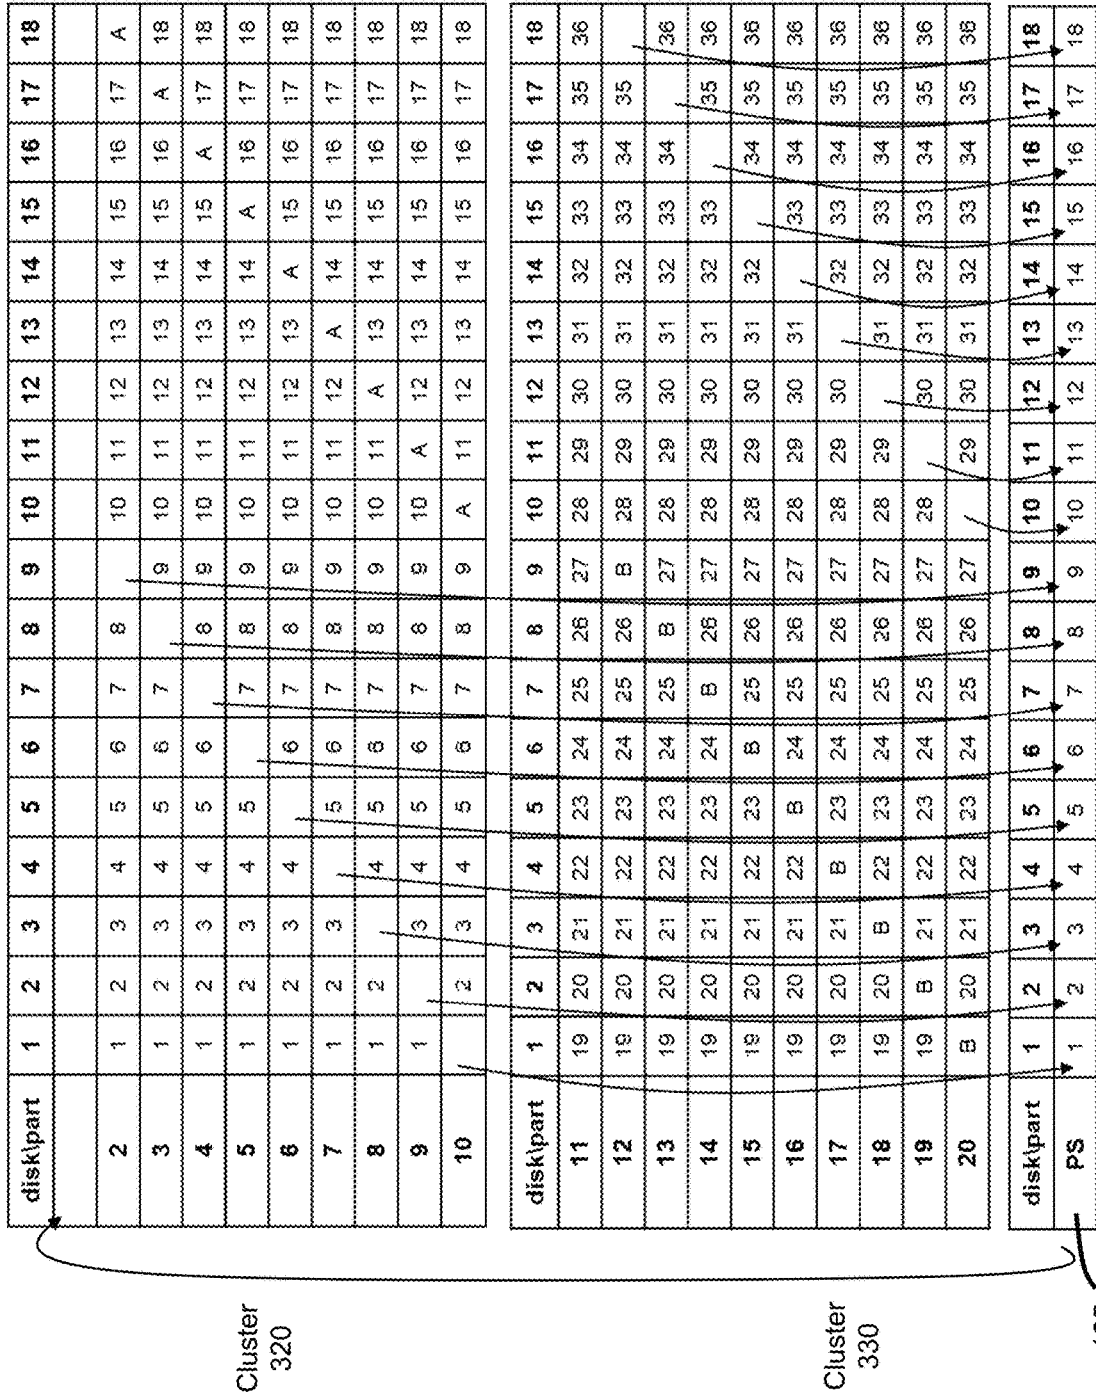 disk\part 1 2 3 4 5 6 7 8 9 10 11 12 13 14 15 16 17 18
2 1 2 3 4 5 6 7 8 10 11 12 13 14 15 16 17 A
3 1 2 3 4 5 6 7 9 10 11 12 13 14 15 16 A 18
4 1 2 3 4 5 6 8 9 10 11 12 13 14 15 A 17 18
5 1 2 3 4 5 7 8 9 10 11 12 13 14 A 16 17 18
6 1 2 3 4 6 7 8 9 10 11 12 13 A 15 16 17 18
7 1 2 3 5 6 7 8 9 10 11 12 A 14 15 16 17 18
8 1 2 4 5 6 7 8 9 10 11 A 13 14 15 16 17 18
9 1 3 4 5 6 7 8 9 10 A 12 13 14 15 16 17 18
10 2 3 4 5 6 7 8 9 A 11 12 13 14 15 16 17 18
Cluster
320
disk\part 1 2 3 4 5 6 7 8 9 10 11 12 13 14 15 16 17 18
11 19 20 21 22 23 24 25 26 27 28 29 30 31 32 33 34 35 36
12 19 20 21 22 23 24 25 26 B 28 29 30 31 32 33 34 35
13 19 20 21 22 23 24 25 B 27 28 29 30 31 32 33 34 36
14 19 20 21 22 23 24 B 26 27 28 29 30 31 32 33 35 36
15 19 20 21 22 23 B 25 26 27 28 29 30 31 32 34 35 36
16 19 20 21 22 B 24 25 26 27 28 29 30 31 33 34 35 36
17 19 20 21 B 23 24 25 26 27 28 29 30 32 33 34 35 36
18 19 20 B 22 23 24 25 26 27 28 29 31 32 33 34 35 36
19 19 B 21 22 23 24 25 26 27 28 30 31 32 33 34 35 36
20 B 20 21 22 23 24 25 26 27 29 30 31 32 33 34 35 36
Cluster
330
disk\part 1 2 3 4 5 6 7 8 9 10 11 12 13 14 15 16 17 18
PS 1 2 3 4 5 6 7 8 9 10 11 12 13 14 15 16 17 18